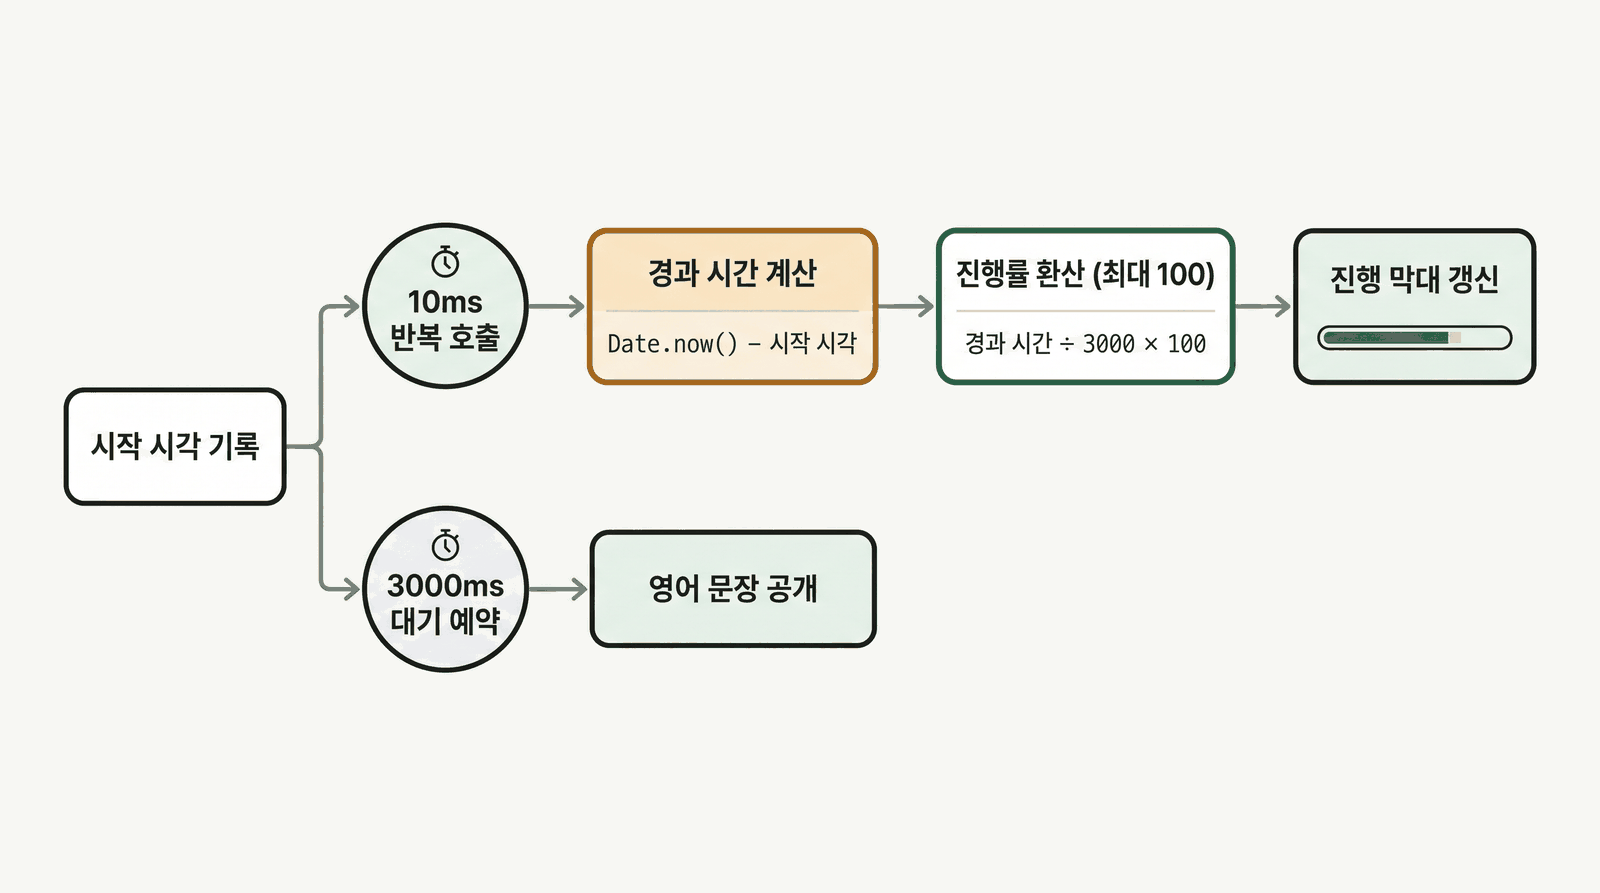 시작 시각 기록
10ms
반복 호출
경과 시간 계산
Date.now() – 시작 시각
진행률 환산 (최대 100)
경과 시간 ÷ 3000 × 100
진행 막대 갱신
3000ms
대기 예약
영어 문장 공개